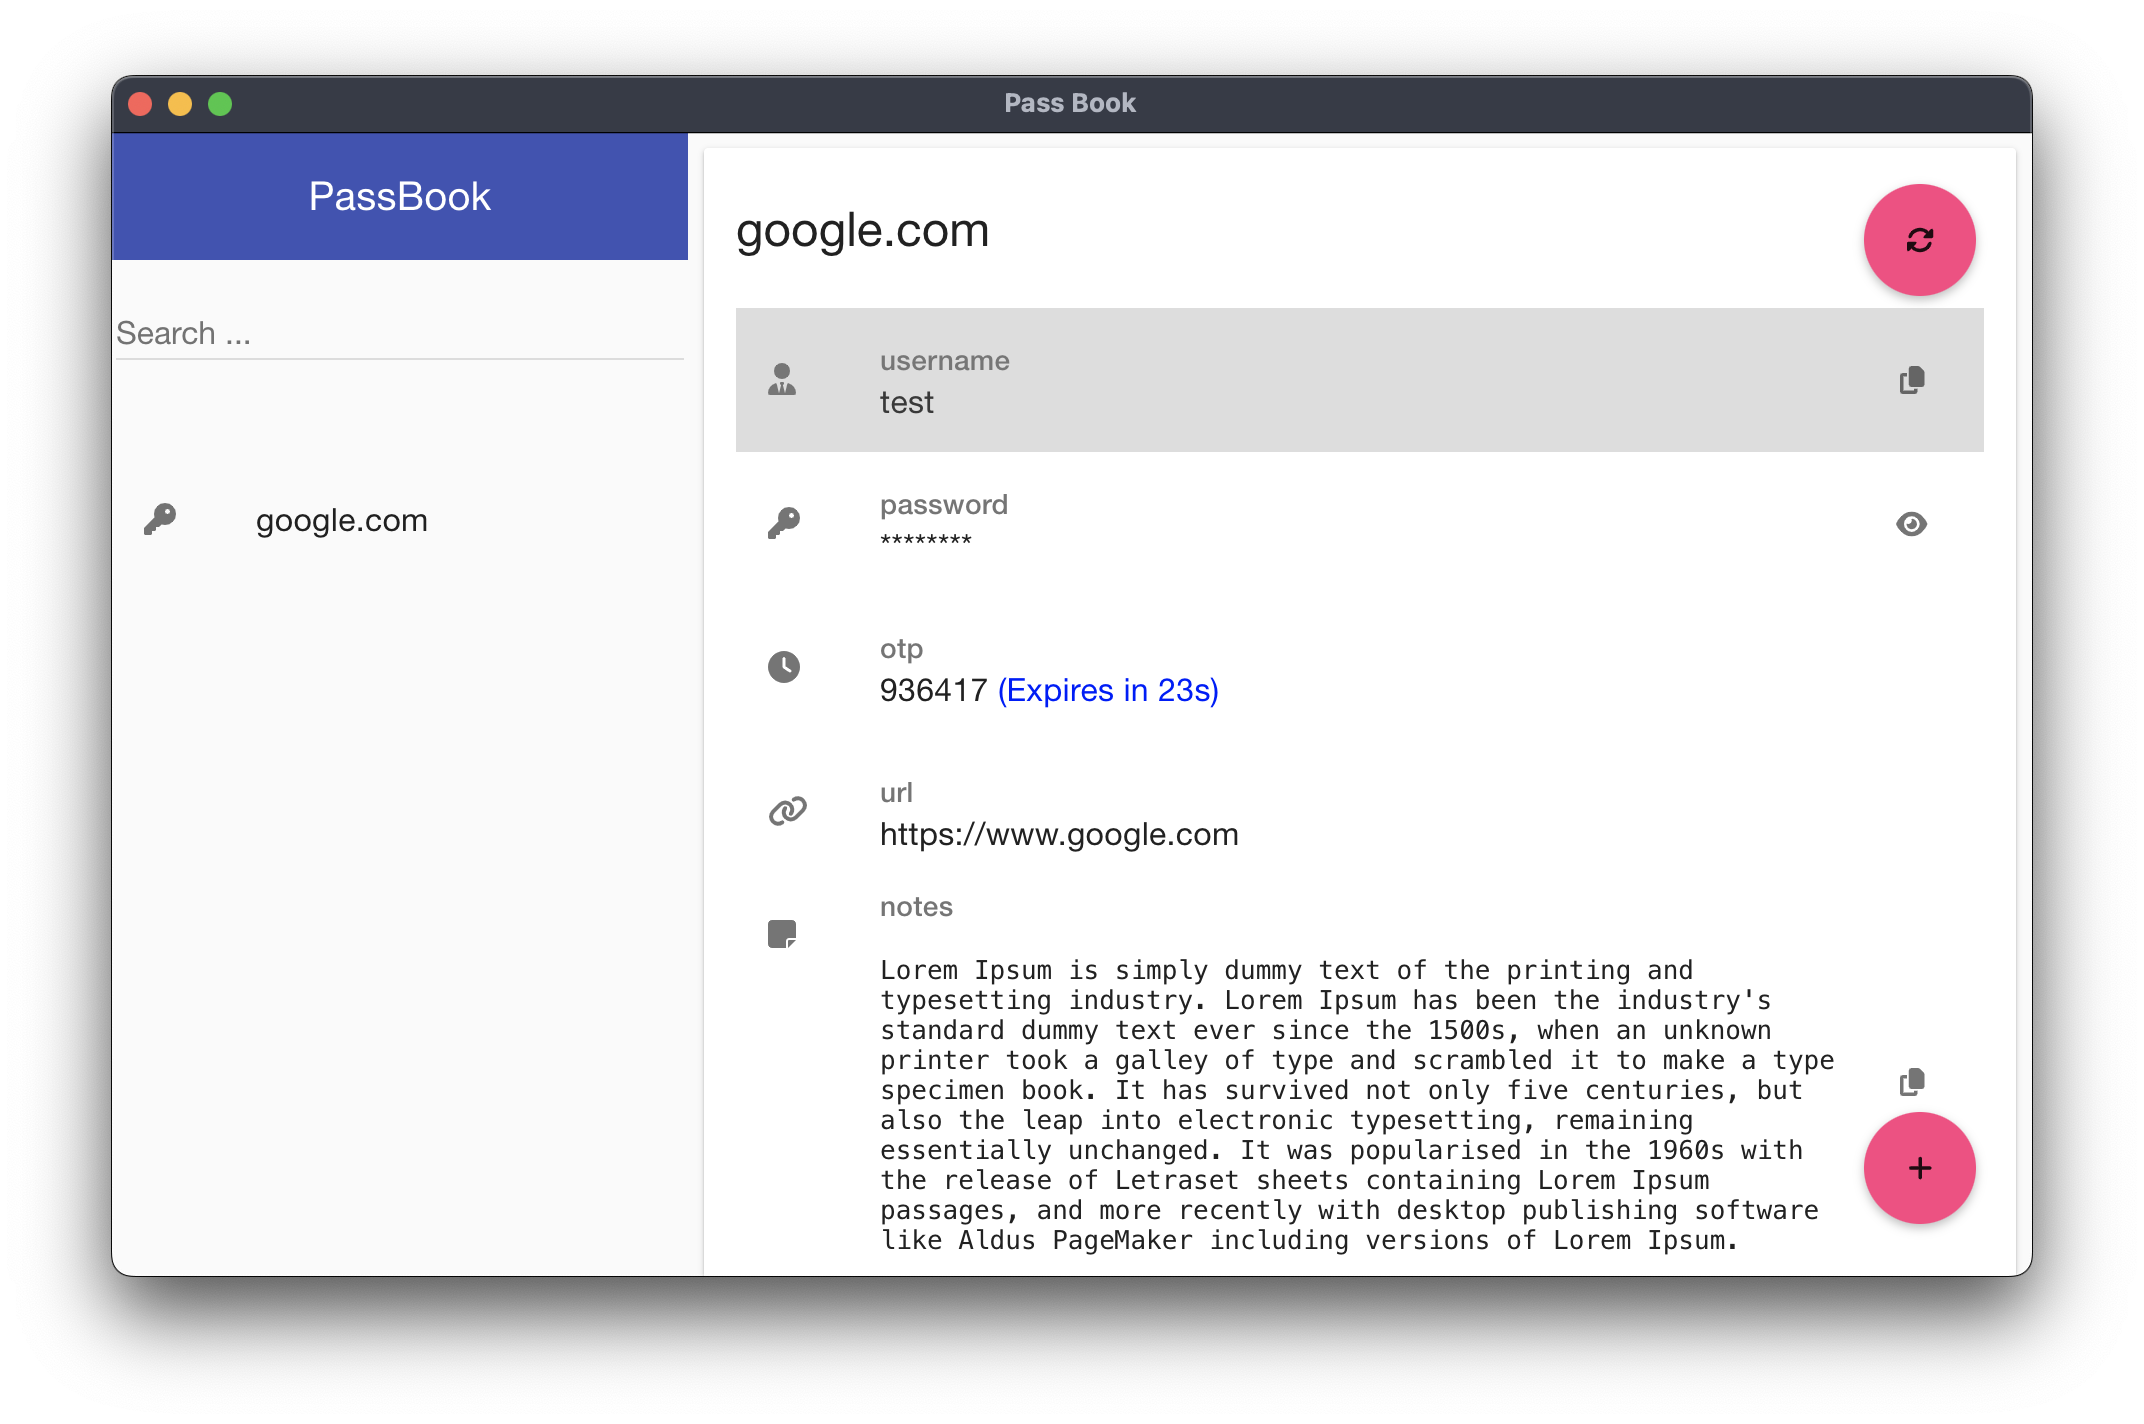 Pass Book
PassBook
Search ...
google.com
google.com
username
test
password
********
otp
936417 (Expires in 23s)
url
https://www.google.com
notes
Lorem Ipsum is simply dummy text of the printing and
typesetting industry. Lorem Ipsum has been the industry's
standard dummy text ever since the 1500s, when an unknown
printer took a galley of type and scrambled it to make a type
specimen book. It has survived not only five centuries, but
also the leap into electronic typesetting, remaining
essentially unchanged. It was popularised in the 1960s with
the release of Letraset sheets containing Lorem Ipsum
passages, and more recently with desktop publishing software
like Aldus PageMaker including versions of Lorem Ipsum.